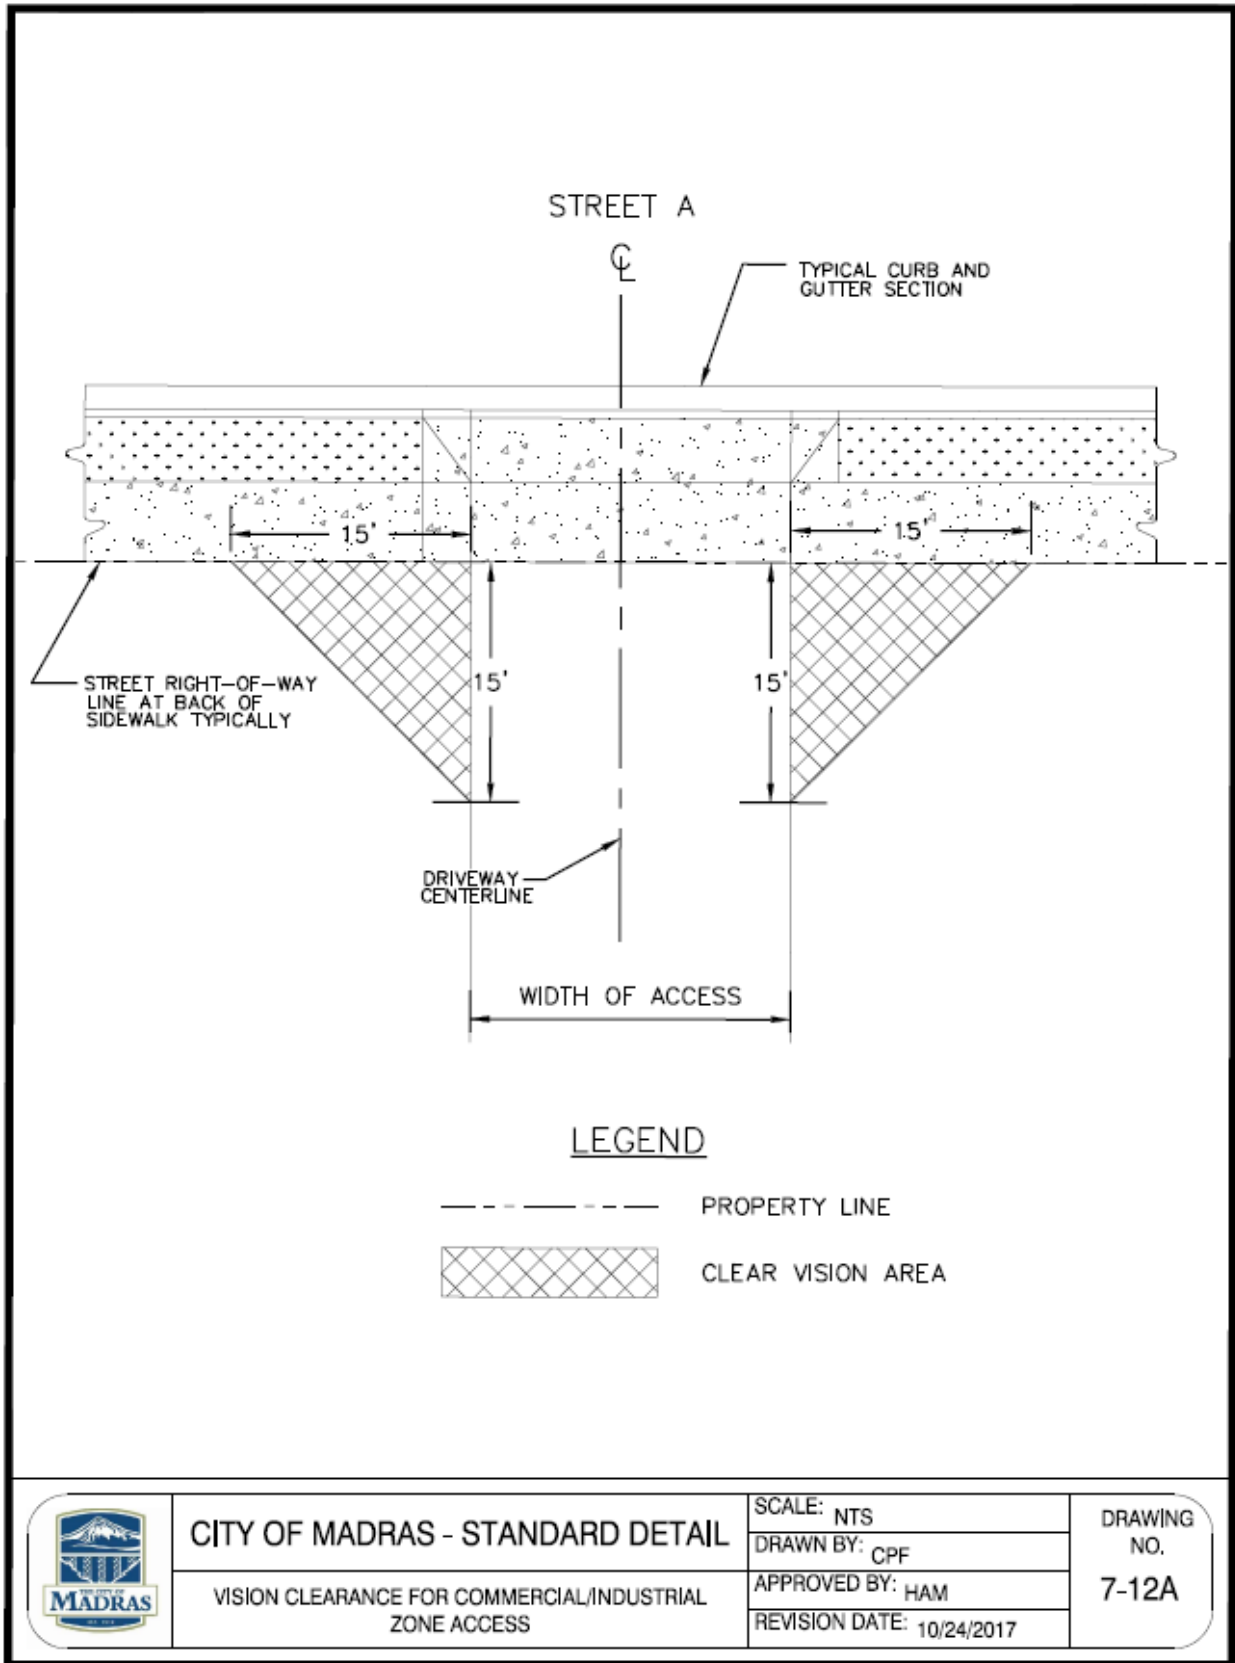 STREET A
℄
TYPICAL CURB AND
GUTTER SECTION
15'
15'
STREET RIGHT-OF-WAY
LINE AT BACK OF
SIDEWALK TYPICALLY
15'
15'
DRIVEWAY
CENTERLINE
WIDTH OF ACCESS
LEGEND
PROPERTY LINE
CLEAR VISION AREA
THE CITY OF
MADRAS
CITY OF MADRAS - STANDARD DETAIL
VISION CLEARANCE FOR COMMERCIAL/INDUSTRIAL
ZONE ACCESS
SCALE: NTS
DRAWN BY: CPF
APPROVED BY: HAM
REVISION DATE: 10/24/2017
DRAWING
NO.
7-12A